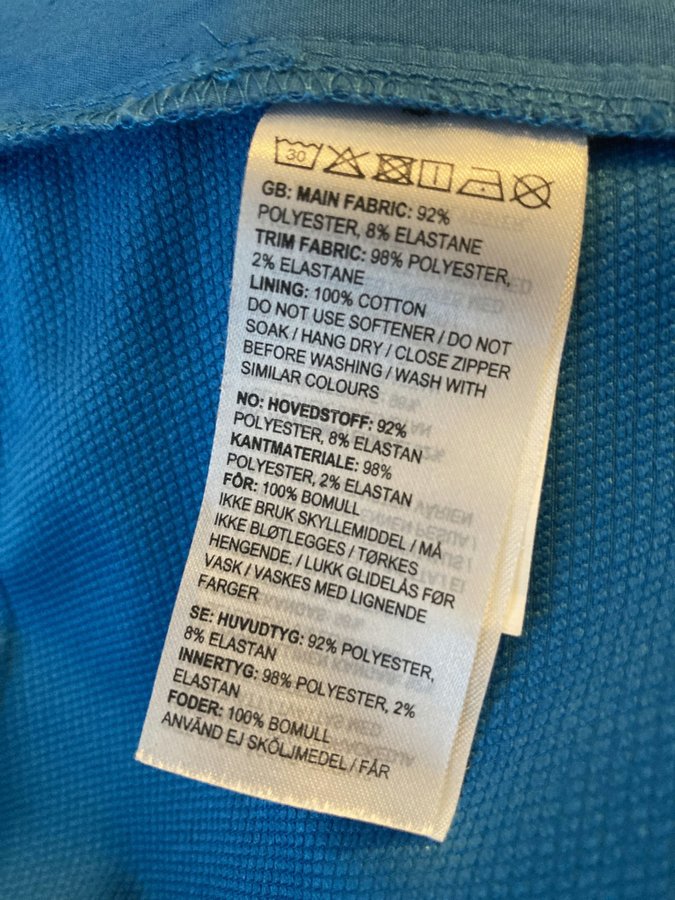 30
GB: MAIN FABRIC: 92%
POLYESTER, 8% ELASTANE
TRIM FABRIC: 98% POLYESTER,
2% ELASTANE
LINING: 100% COTTON
DO NOT USE SOFTENER / DO NOT
SOAK / HANG DRY / CLOSE ZIPPER
BEFORE WASHING / WASH WITH
SIMILAR COLOURS
NO: HOVEDSTOFF: 92%
POLYESTER, 8% ELASTAN
KANTMATERIALE: 98%
POLYESTER, 2% ELASTAN
FÔR: 100% BOMULL
IKKE BRUK SKYLLEMIDDEL / MÅ
IKKE BLØTLEGGES / TØRKES
HENGENDE. / LUKK GLIDELÅS FØR
VASK / VASKES MED LIGNENDE
FARGER
SE: HUVUDTYG: 92% POLYESTER,
8% ELASTAN
INNERTYG: 98% POLYESTER, 2%
ELASTAN
FODER: 100% BOMULL
ANVÄND EJ SKÖLJMEDEL / FÅR